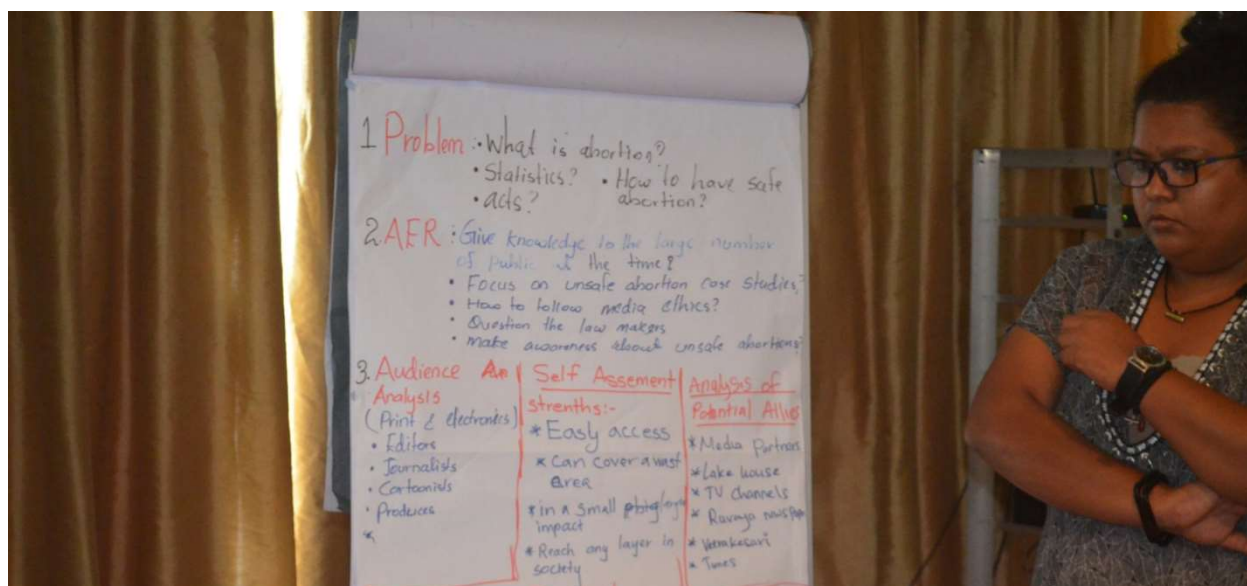 1 Problem :• What is abortion?
• Statistics? • How to have safe
• acts? abortion?
2. AER : Give knowledge to the large number
of public the time?
• Focus on unsafe abortion case studies?
• How to follow media ethics?
• Question the law makers
• Make awareness about unsafe abortions?
3. Audience
Analysis
(Print & electronics)
• Editors
• Journalists
• Cartoonists
• Produces
*
Self Assement
strenths:-
* Easly access
* Can cover a wast
area
* in a small
impact
* Reach any layer in
society
Analysis of
Potential Allies
* Media Partners
* Lake house
* TV channels
* Ravaya
* Veerakesari
* Times